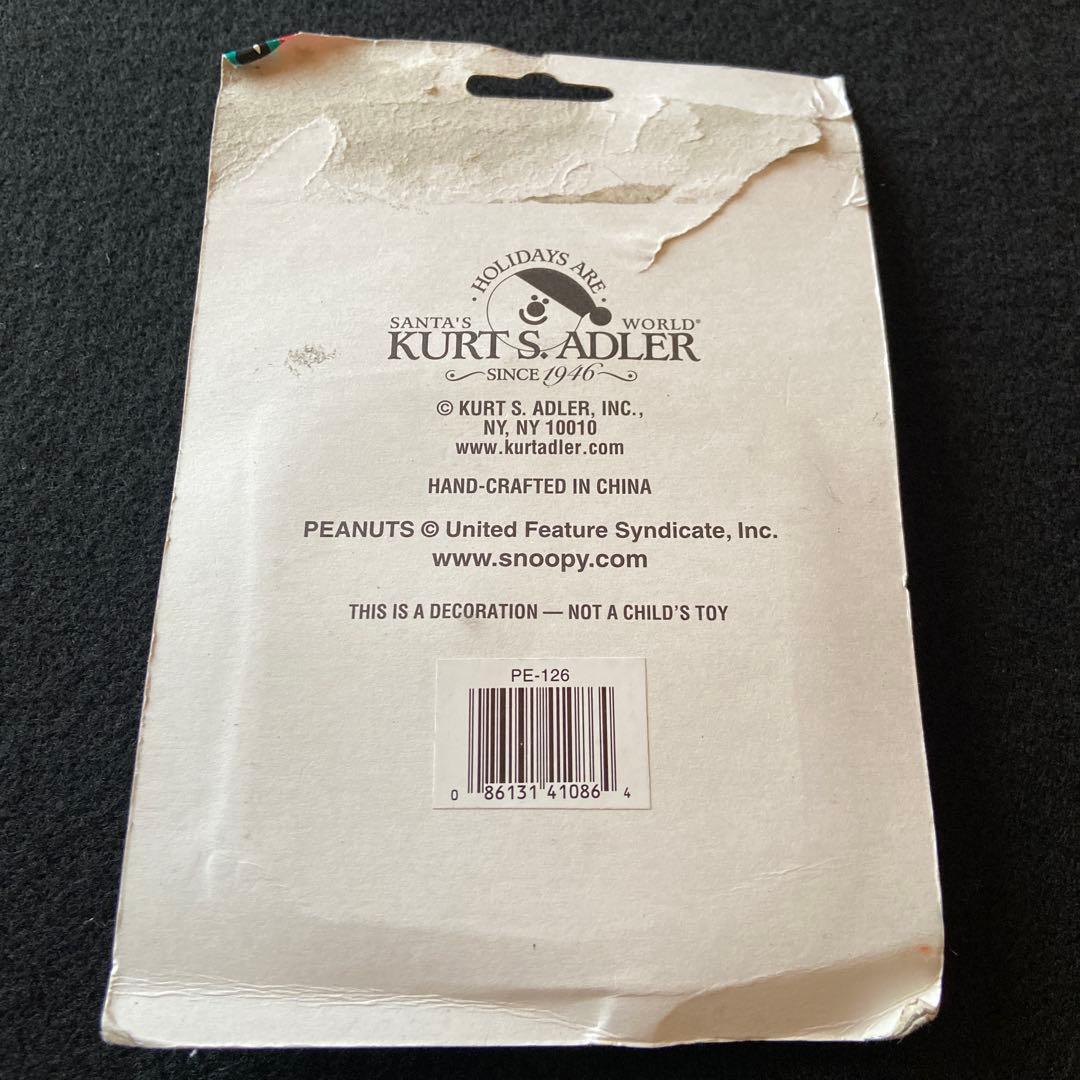 · HOLIDAYS ARE ·
SANTA'S WORLD®
KURT S. ADLER
SINCE 1946
© KURT S. ADLER, INC.,
NY, NY 10010
www.kurtadler.com
HAND-CRAFTED IN CHINA
PEANUTS © United Feature Syndicate, Inc.
www.snoopy.com
THIS IS A DECORATION — NOT A CHILD'S TOY
PE-126
0 86131 41086 4